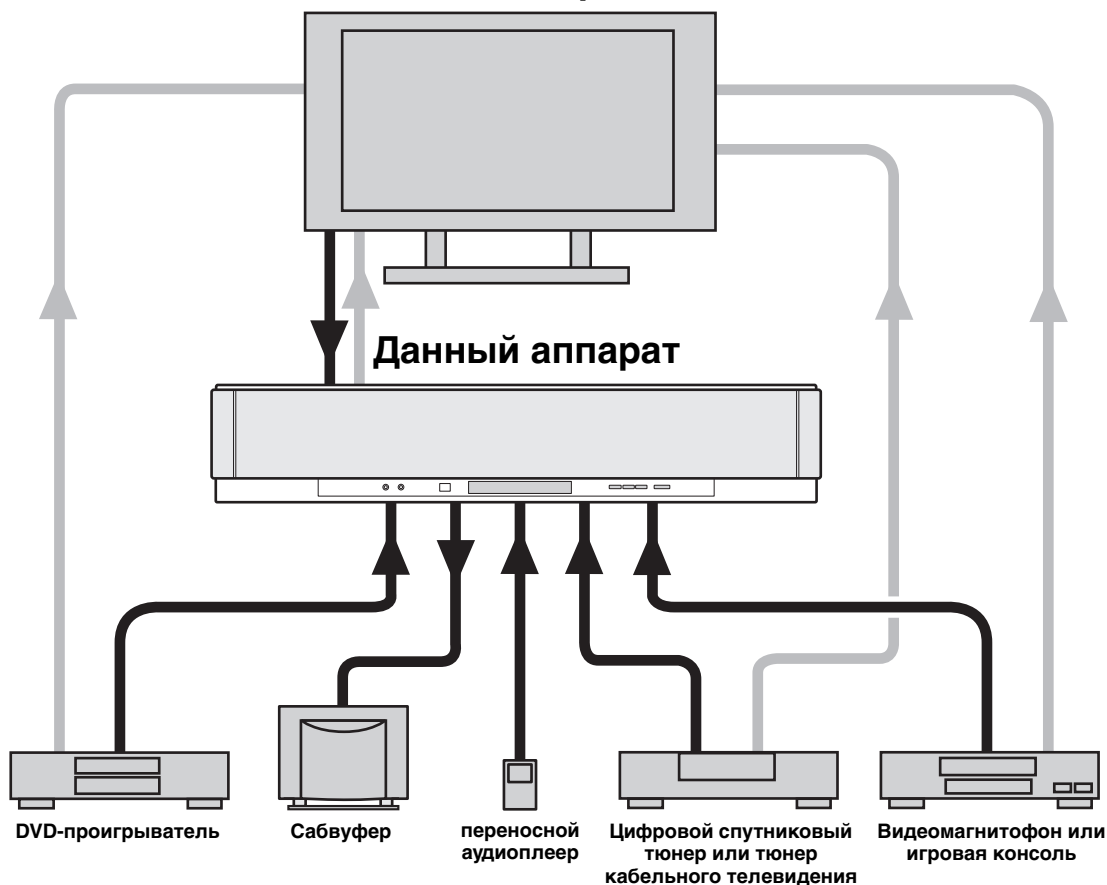 Данный аппарат
DVD-проигрыватель
Сабвуфер
переносной
аудиоплеер
Цифровой спутниковый
тюнер или тюнер
кабельного телевидения
Видеомагнитофон или
игровая консоль